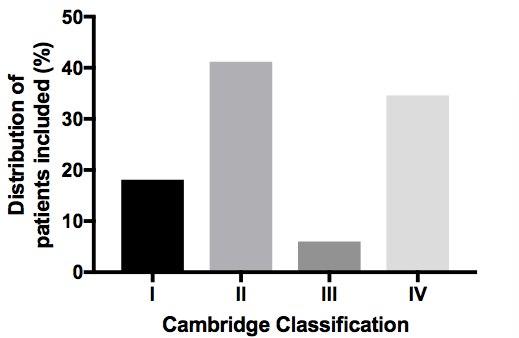 Distribution of
patients included (%)
50
40
30
20
10
0
I II III IV
Cambridge Classification